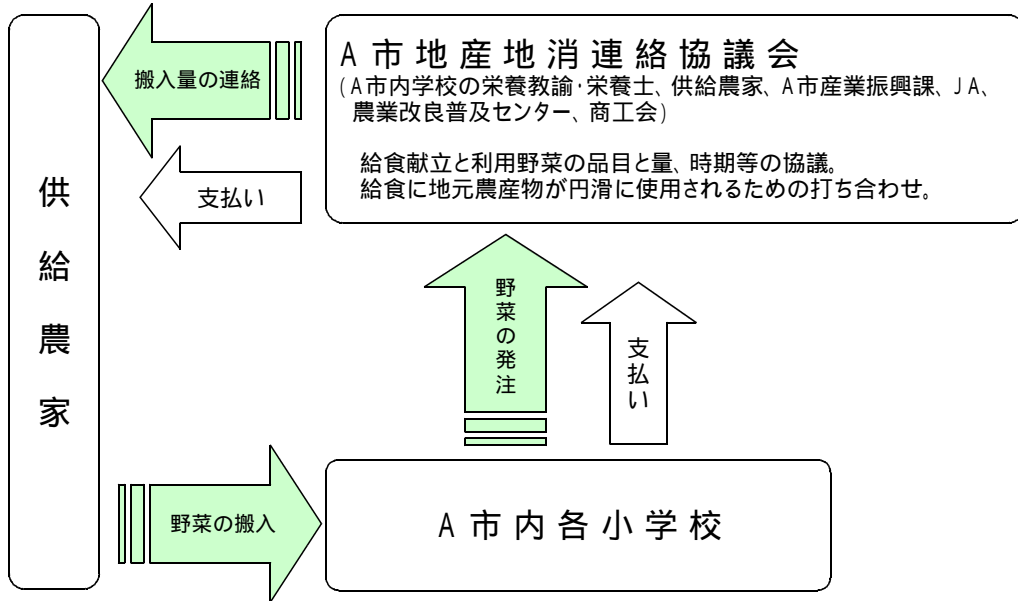 A市地産地消連絡協議会
(A市内学校の栄養教諭・栄養士、供給農家、A市産業振興課、JA、
農業改良普及センター、商工会)
給食献立と利用野菜の品目と量、時期等の協議。
給食に地元農産物が円滑に使用されるための打ち合わせ。
搬入量の連絡
支払い
供給農家
野菜の発注
支払い
野菜の搬入
A市内各小学校